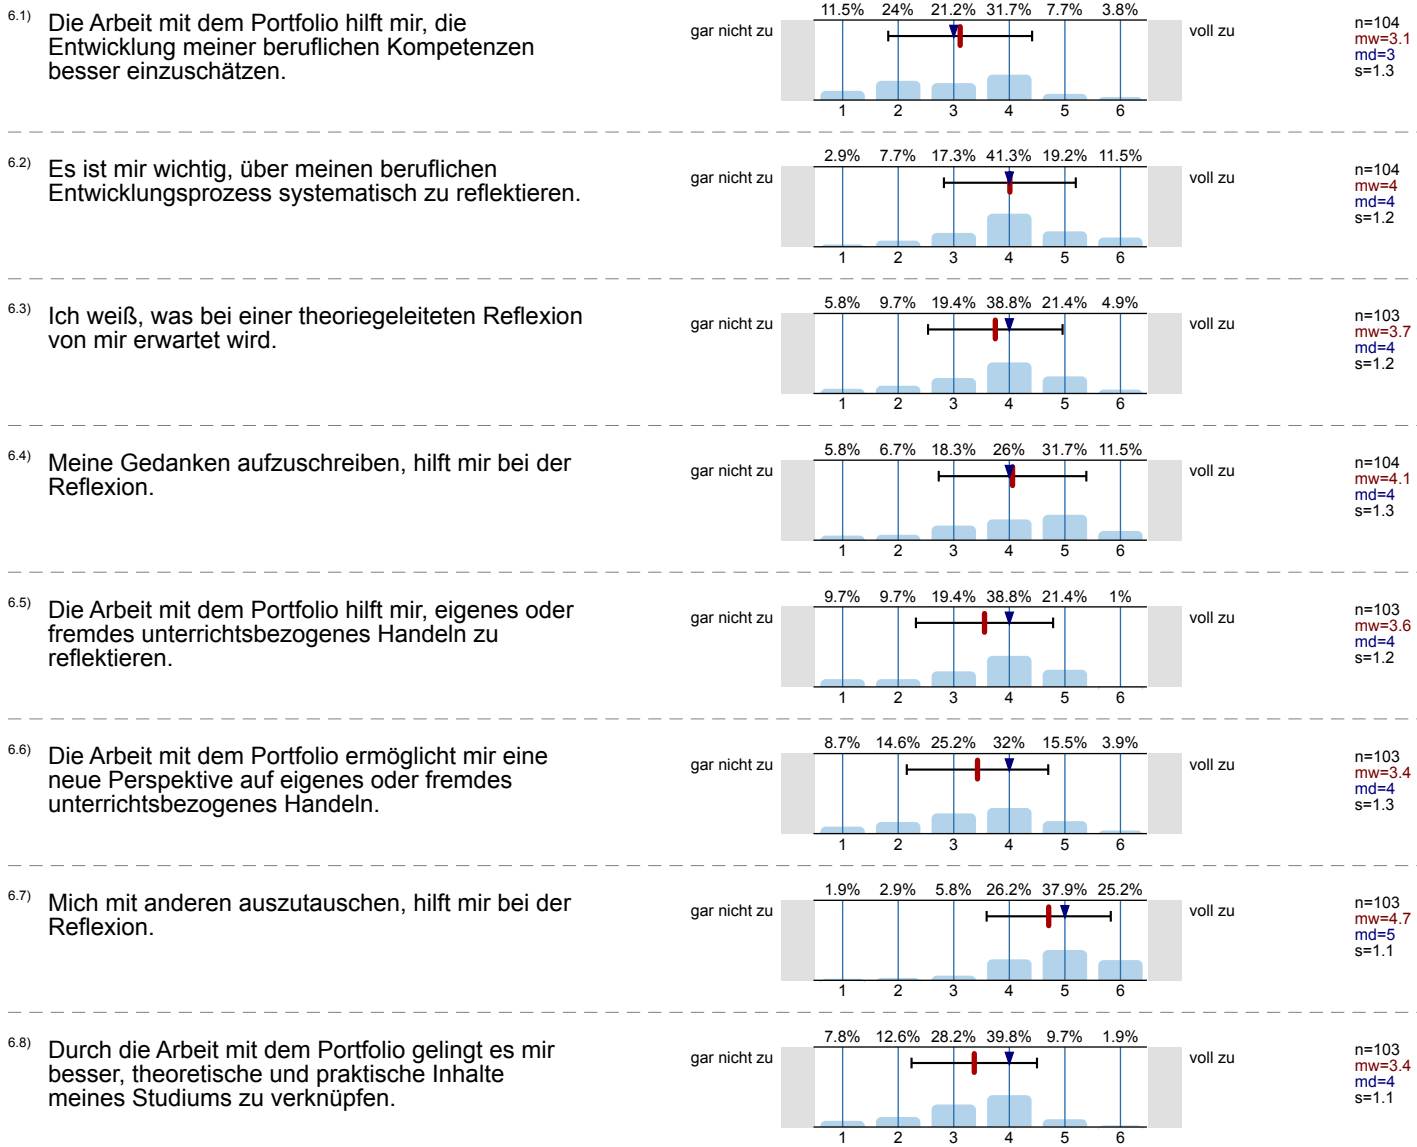 6.1) Die Arbeit mit dem Portfolio hilft mir, die
Entwicklung meiner beruflichen Kompetenzen
besser einzuschätzen.
11.5% 24% 21.2% 31.7% 7.7% 3.8%
gar nicht zu voll zu
1 2 3 4 5 6
n=104
mw=3.1
md=3
s=1.3
6.2) Es ist mir wichtig, über meinen beruflichen
Entwicklungsprozess systematisch zu reflektieren.
2.9% 7.7% 17.3% 41.3% 19.2% 11.5%
gar nicht zu voll zu
1 2 3 4 5 6
n=104
mw=4
md=4
s=1.2
6.3) Ich weiß, was bei einer theoriegeleiteten Reflexion
von mir erwartet wird.
5.8% 9.7% 19.4% 38.8% 21.4% 4.9%
gar nicht zu voll zu
1 2 3 4 5 6
n=103
mw=3.7
md=4
s=1.2
6.4) Meine Gedanken aufzuschreiben, hilft mir bei der
Reflexion.
5.8% 6.7% 18.3% 26% 31.7% 11.5%
gar nicht zu voll zu
1 2 3 4 5 6
n=104
mw=4.1
md=4
s=1.3
6.5) Die Arbeit mit dem Portfolio hilft mir, eigenes oder
fremdes unterrichtsbezogenes Handeln zu
reflektieren.
9.7% 9.7% 19.4% 38.8% 21.4% 1%
gar nicht zu voll zu
1 2 3 4 5 6
n=103
mw=3.6
md=4
s=1.2
6.6) Die Arbeit mit dem Portfolio ermöglicht mir eine
neue Perspektive auf eigenes oder fremdes
unterrichtsbezogenes Handeln.
8.7% 14.6% 25.2% 32% 15.5% 3.9%
gar nicht zu voll zu
1 2 3 4 5 6
n=103
mw=3.4
md=4
s=1.3
6.7) Mich mit anderen auszutauschen, hilft mir bei der
Reflexion.
1.9% 2.9% 5.8% 26.2% 37.9% 25.2%
gar nicht zu voll zu
1 2 3 4 5 6
n=103
mw=4.7
md=5
s=1.1
6.8) Durch die Arbeit mit dem Portfolio gelingt es mir
besser, theoretische und praktische Inhalte
meines Studiums zu verknüpfen.
7.8% 12.6% 28.2% 39.8% 9.7% 1.9%
gar nicht zu voll zu
1 2 3 4 5 6
n=103
mw=3.4
md=4
s=1.1